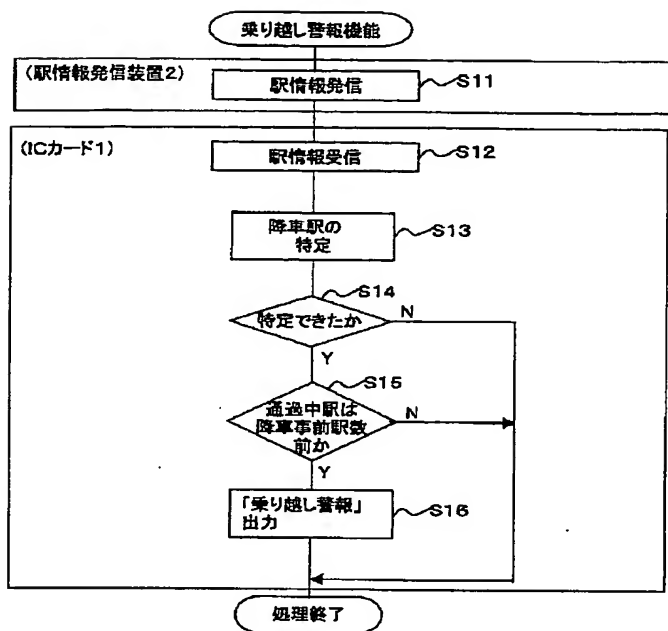 乗り越し警報機能
(駅情報発信装置2)
駅情報発信
S11
(ICカード1)
駅情報受信
S12
降車駅の
特定
S13
S14
特定できたか
N
Y
S15
通過中駅は
降車事前駅数
前か
N
Y
「乗り越し警報」
出力
S16
処理終了